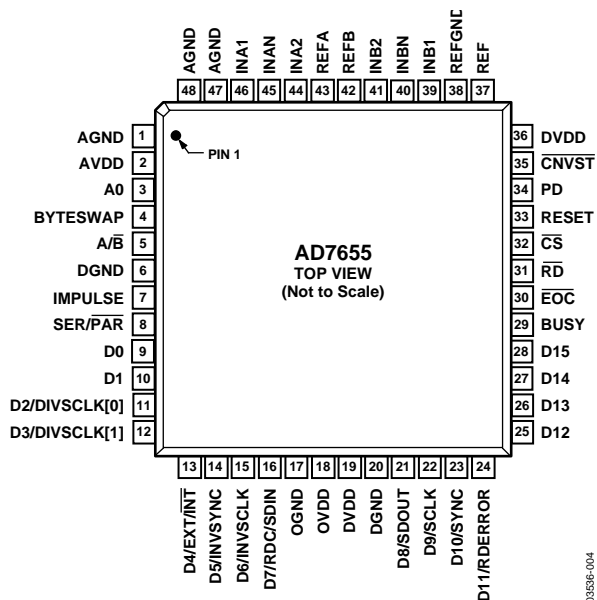 AGND
AGND
INA1
INAN
INA2
REFA
REFB
INB2
INBN
INB1
REFGND
REF
48 47 46 45 44 43 42 41 40 39 38 37
AGND 1
AVDD 2
A0 3
BYTESWAP 4
A/B̅ 5
DGND 6
IMPULSE 7
SER/P̅A̅R̅ 8
D0 9
D1 10
D2/DIVSCLK[0] 11
D3/DIVSCLK[1] 12
PIN 1
AD7655
TOP VIEW
(Not to Scale)
36 DVDD
35 C̅N̅V̅S̅T̅
34 PD
33 RESET
32 C̅S̅
31 R̅D̅
30 E̅O̅C̅
29 BUSY
28 D15
27 D14
26 D13
25 D12
13 14 15 16 17 18 19 20 21 22 23 24
D4/EXT/I̅N̅T̅
D5/INVSYNC
D6/INVSCLK
D7/RDC/SDIN
OGND
OVDD
DVDD
DGND
D8/SDOUT
D9/SCLK
D10/SYNC
D11/RDERROR
03536-004